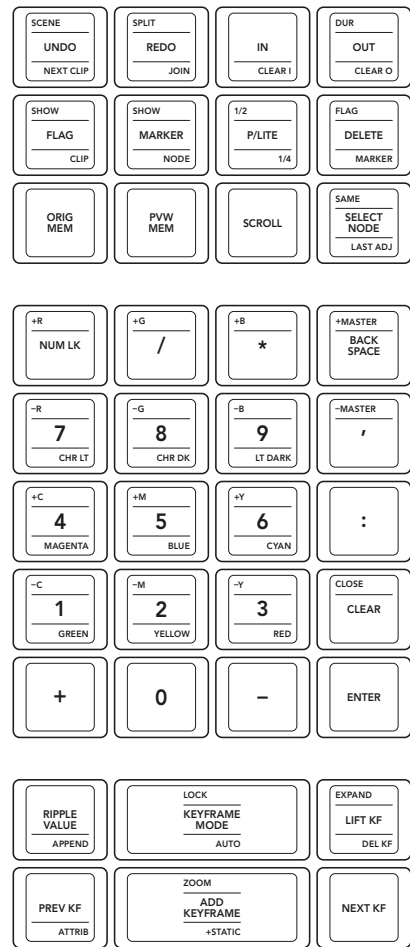 SCENE SPLIT DUR
UNDO REDO IN OUT
NEXT CLIP JOIN CLEAR I CLEAR O
SHOW SHOW 1/2 FLAG
FLAG MARKER P/LITE DELETE
CLIP NODE 1/4 MARKER
SAME
ORIG PVW SCROLL SELECT
MEM MEM NODE
LAST ADJ
+R +G +B +MASTER
NUM LK / * BACK
SPACE
–R –G –B –MASTER
7 8 9 ,
CHR LT CHR DK LT DARK
+C +M +Y
4 5 6 :
MAGENTA BLUE CYAN
–C –M –Y CLOSE
1 2 3 CLEAR
GREEN YELLOW RED
+ 0 – ENTER
LOCK EXPAND
RIPPLE KEYFRAME LIFT KF
VALUE MODE
APPEND AUTO DEL KF
ZOOM
PREV KF ADD NEXT KF
KEYFRAME
ATTRIB +STATIC